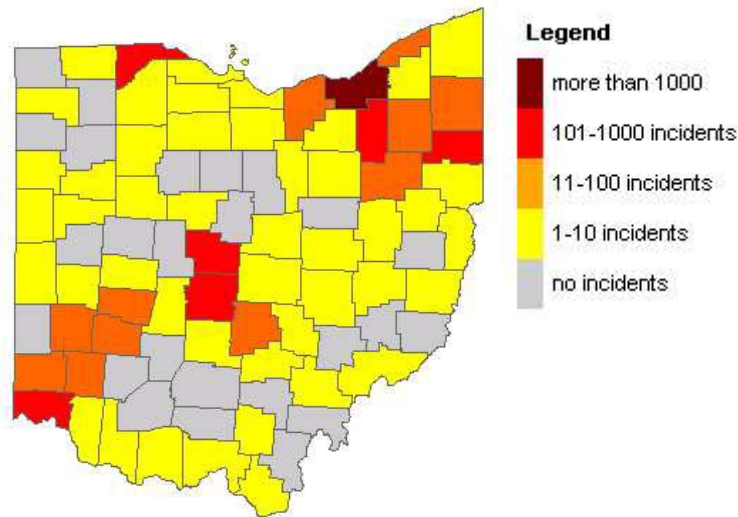 Legend
more than 1000
101-1000 incidents
11-100 incidents
1-10 incidents
no incidents